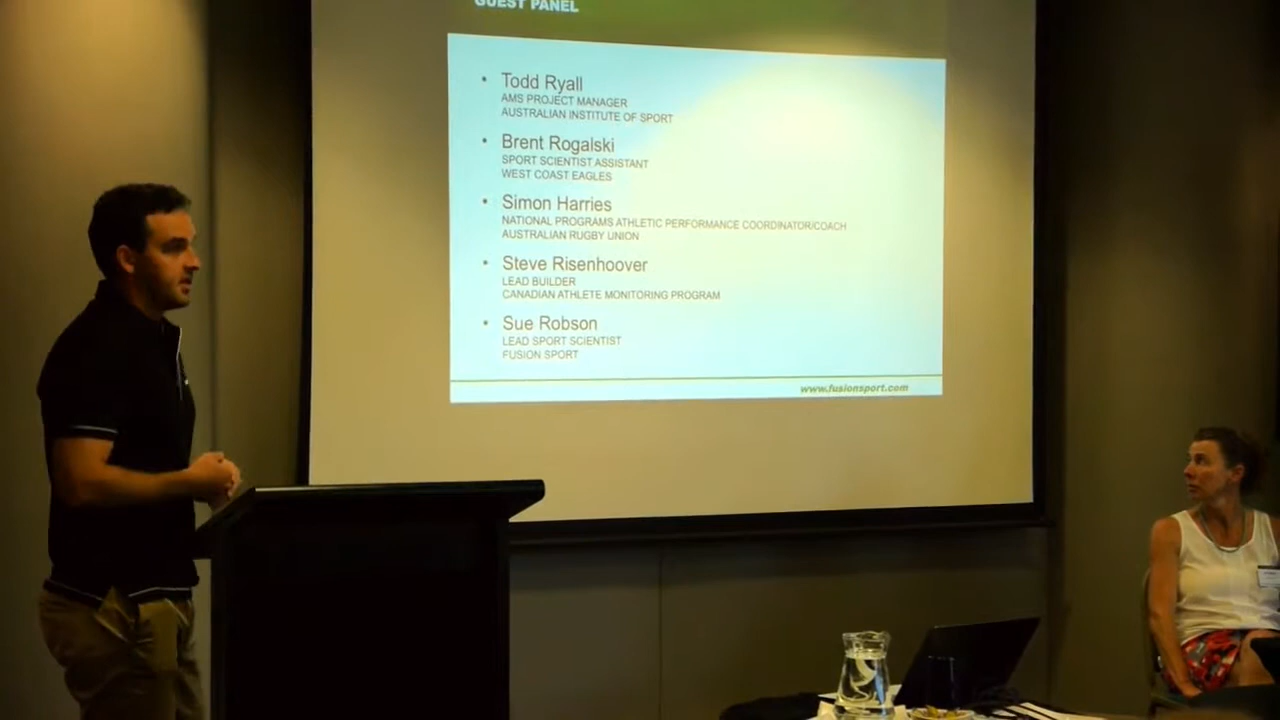 GUEST PANEL
• Todd Ryall
AMS PROJECT MANAGER
AUSTRALIAN INSTITUTE OF SPORT
• Brent Rogalski
SPORT SCIENTIST ASSISTANT
WEST COAST EAGLES
• Simon Harries
NATIONAL PROGRAMS ATHLETIC PERFORMANCE COORDINATOR/COACH
AUSTRALIAN RUGBY UNION
• Steve Risenhoover
LEAD BUILDER
CANADIAN ATHLETE MONITORING PROGRAM
• Sue Robson
LEAD SPORT SCIENTIST
FUSION SPORT
www.fusionsport.com